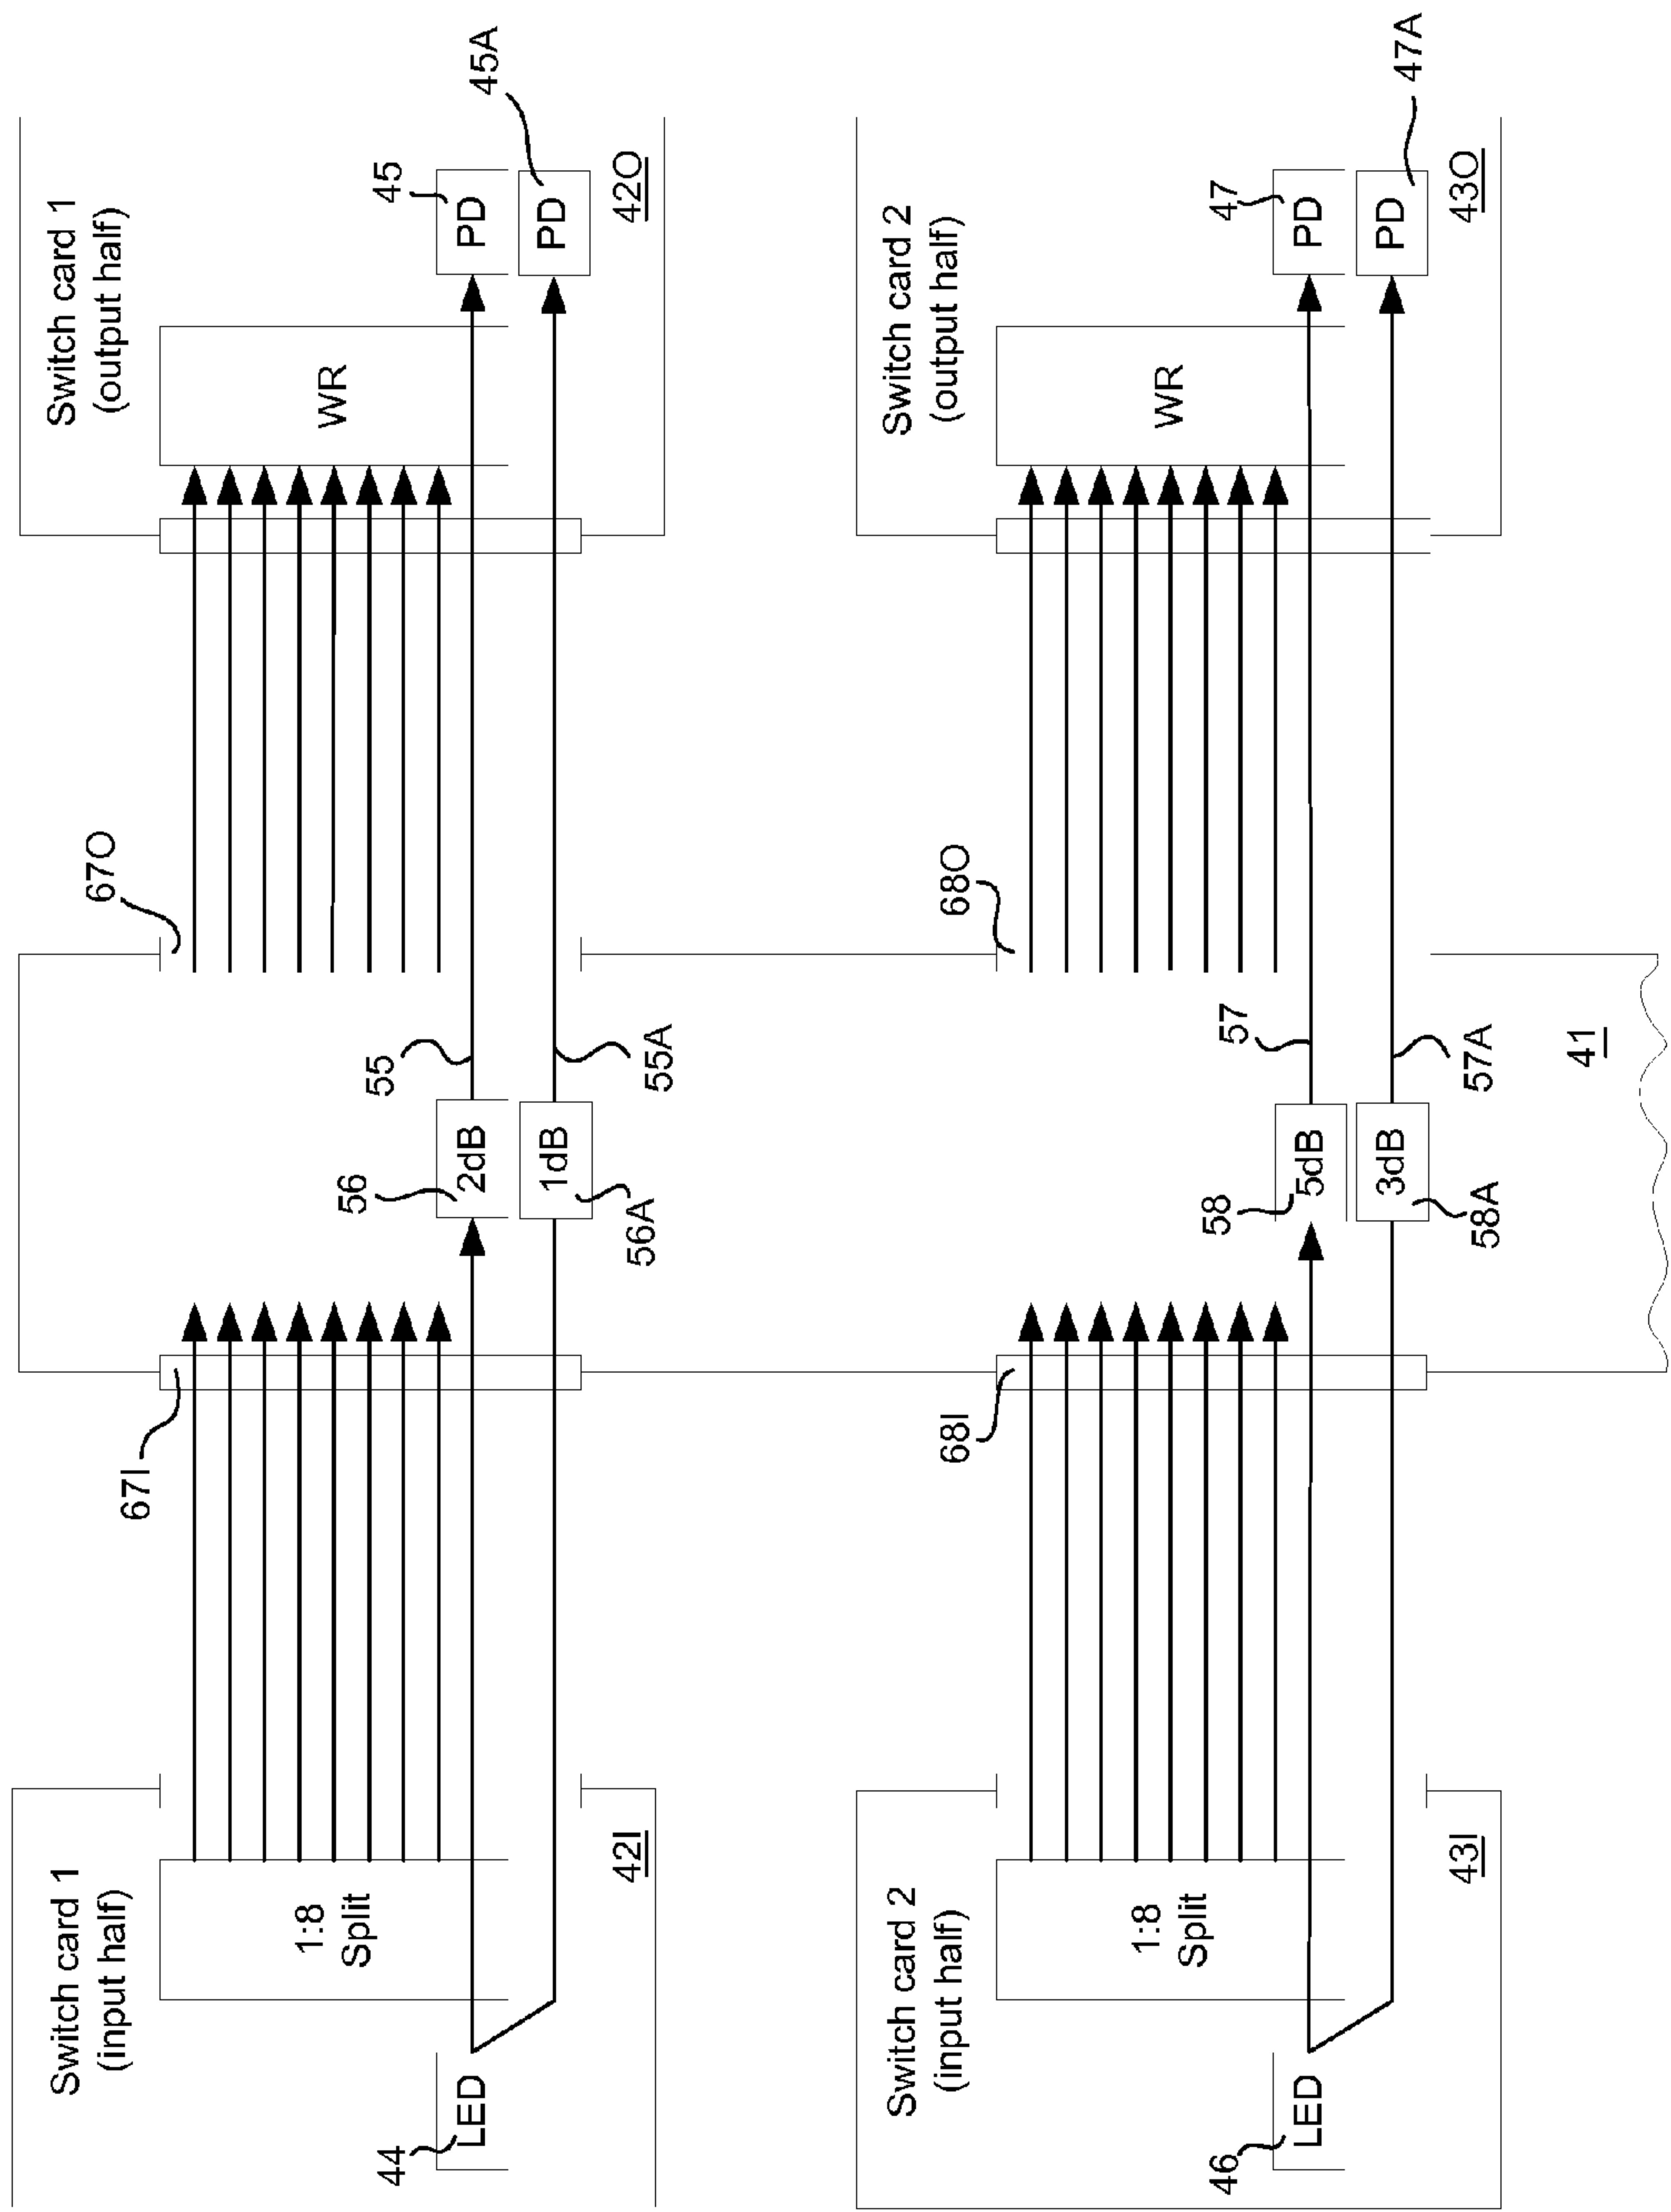 Switch card 1
(input half)
1:8
Split
LED
44
42I
67I
56
2dB
1dB
56A
55
55A
67O
Switch card 1
(output half)
WR
45
PD
PD
45A
42O
Switch card 2
(input half)
1:8
Split
LED
46
43I
68I
58
5dB
3dB
58A
57
57A
68O
41
Switch card 2
(output half)
WR
47
PD
PD
47A
43O